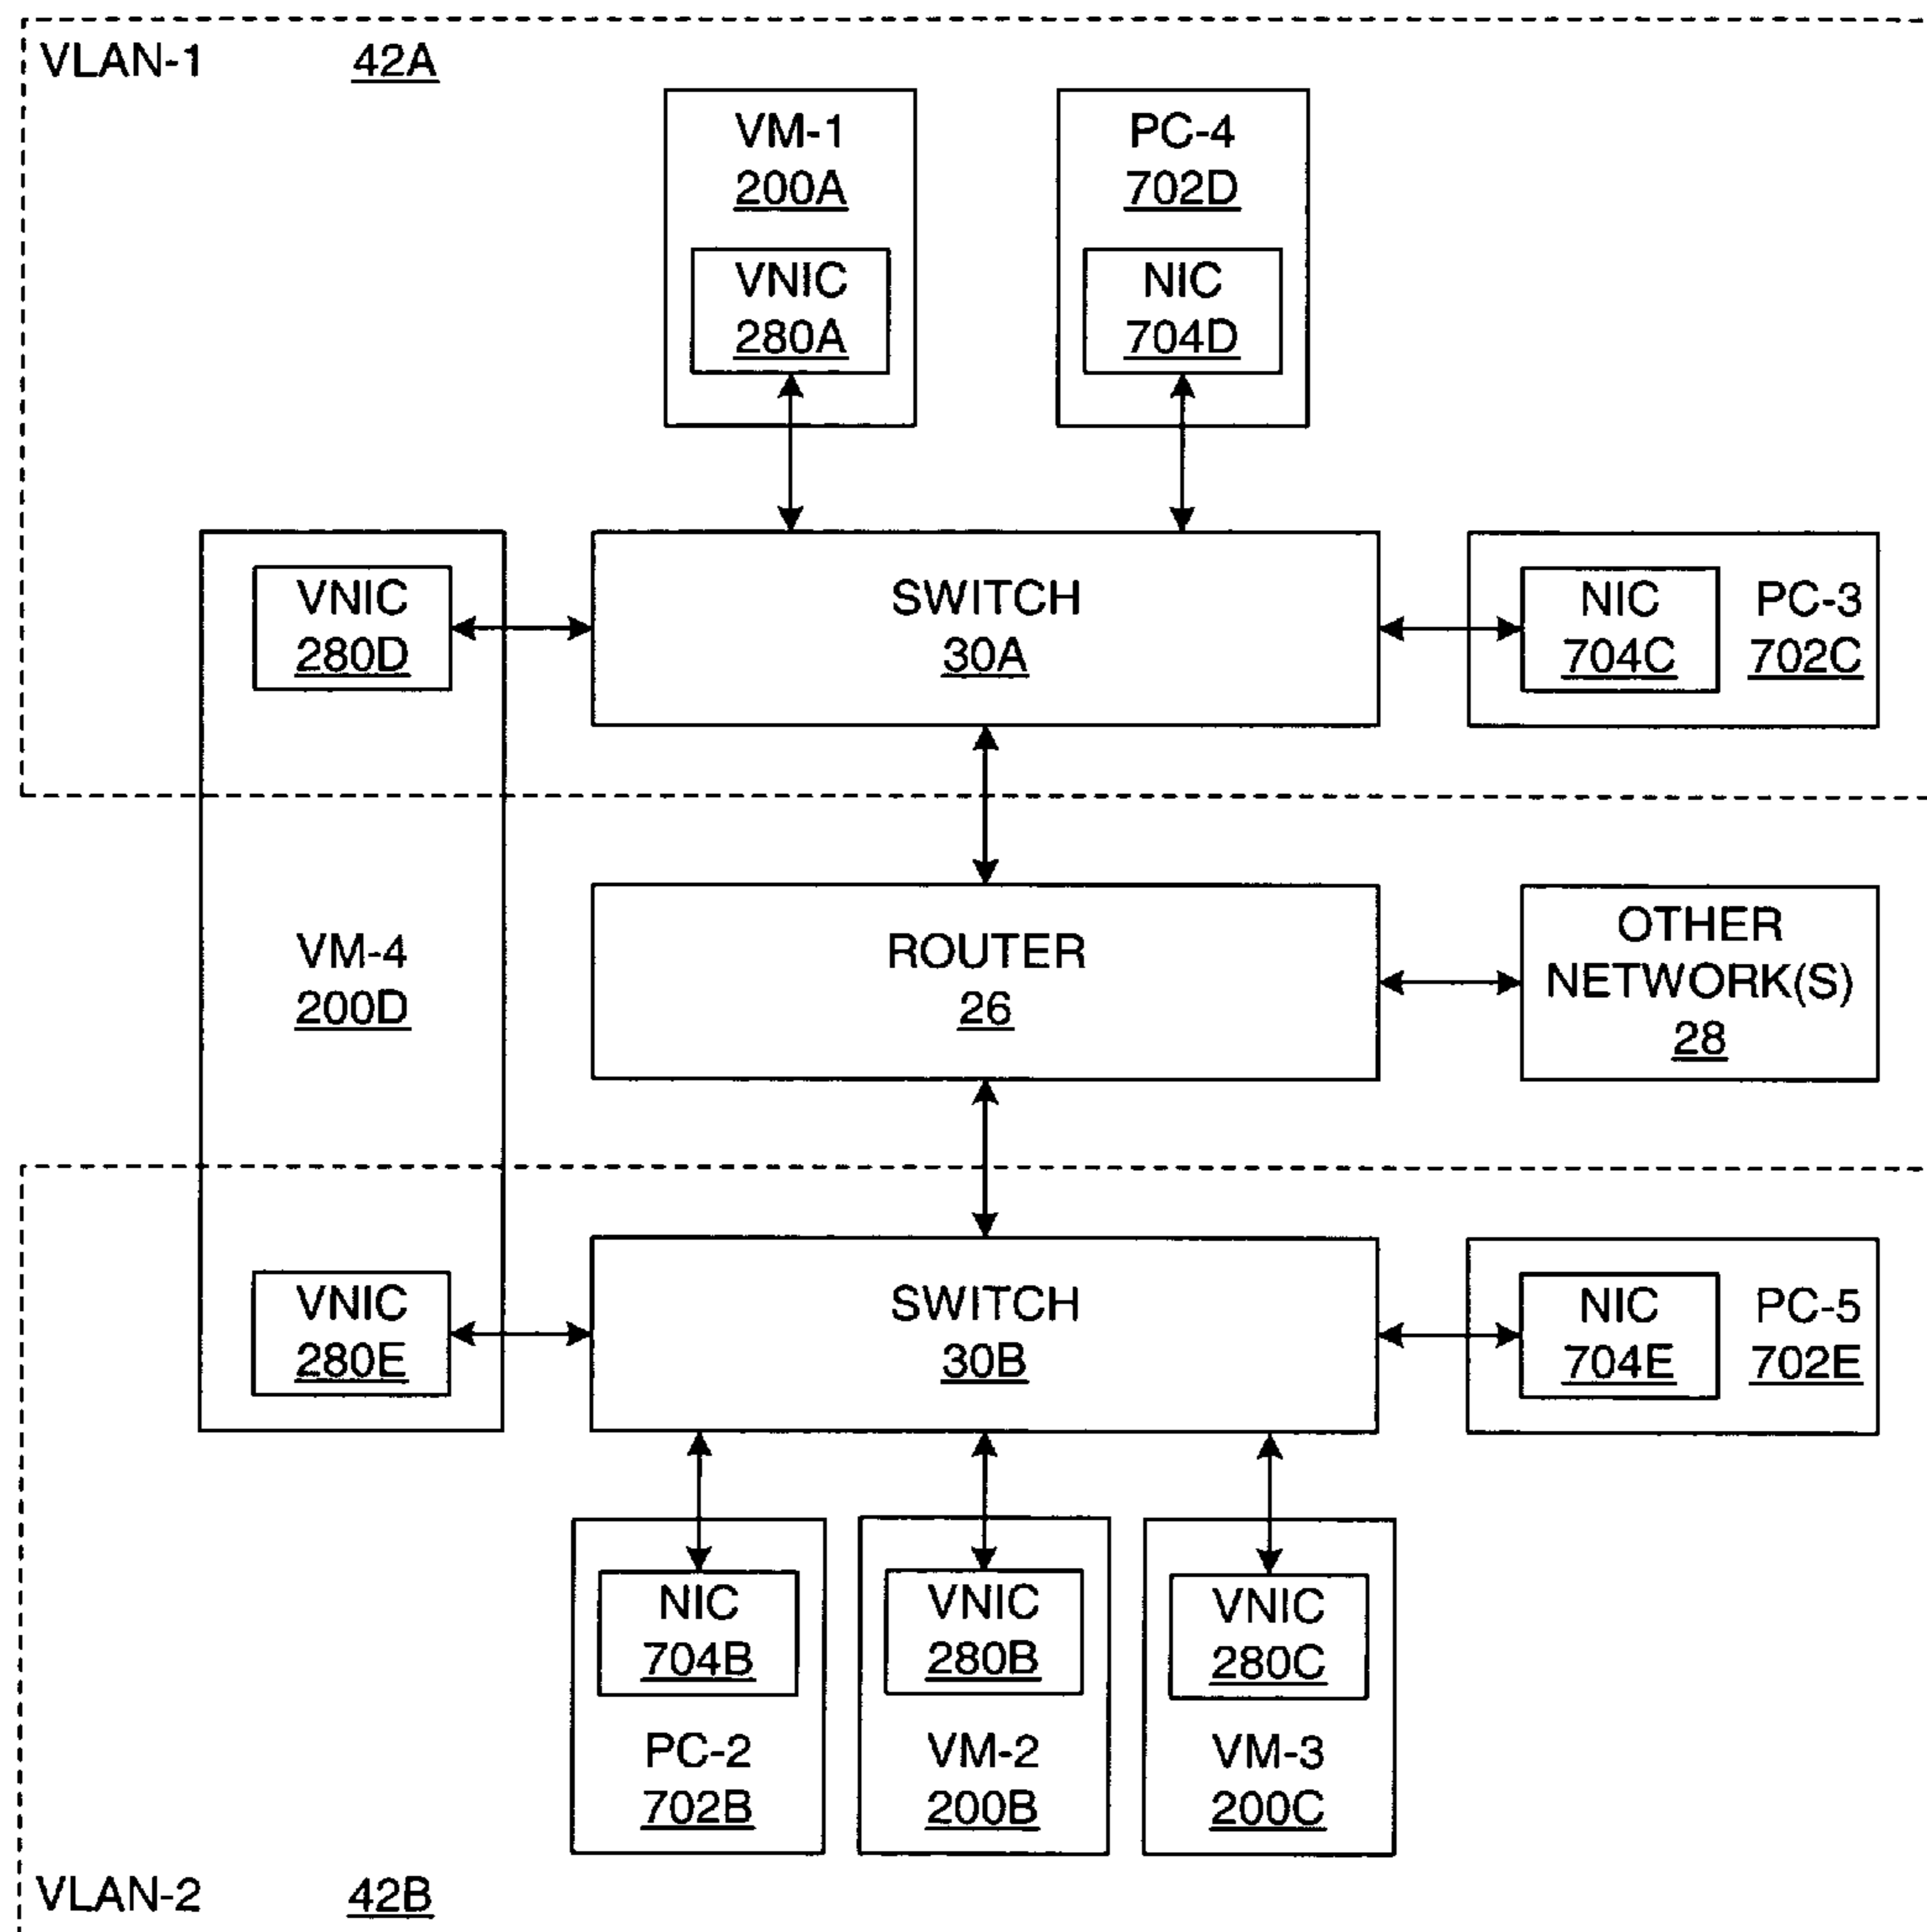 VLAN-1 42A
VM-1
200A
VNIC
280A
PC-4
702D
NIC
704D
VNIC
280D
SWITCH
30A
NIC
704C
PC-3
702C
VM-4
200D
ROUTER
26
OTHER
NETWORK(S)
28
VNIC
280E
SWITCH
30B
NIC
704E
PC-5
702E
NIC
704B
PC-2
702B
VNIC
280B
VM-2
200B
VNIC
280C
VM-3
200C
VLAN-2 42B